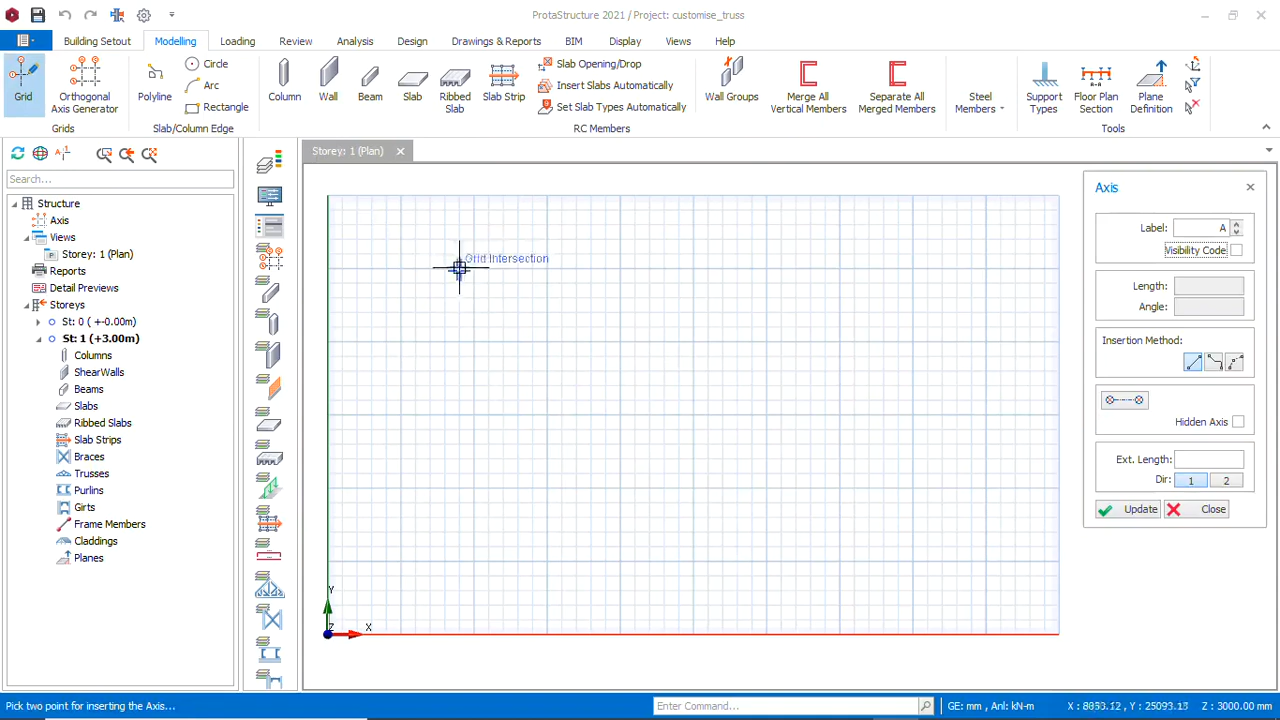 ProtaStructure 2021 / Project: customise_truss
Building Setout
Modelling
Loading
Review
Analysis
Design
Drawings & Reports
BIM
Display
Views
Help
Grid
Orthogonal
Axis Generator
Grids
Polyline
Circle
Arc
Rectangle
Slab/Column Edge
Column
Wall
Beam
Slab
Ribbed
Slab
Slab Strip
Slab Opening/Drop
Insert Slabs Automatically
Set Slab Types Automatically
RC Members
Wall Groups
Merge All
Vertical Members
Separate All
Merged Members
Steel
Members
Support
Types
Floor Plan
Section
Plane
Definition
Tools
Storey: 1 (Plan)
Search...
Structure
Axis
Views
Storey: 1 (Plan)
Reports
Detail Previews
Storeys
St: 0 ( +-0.00m)
St: 1 (+3.00m)
Columns
ShearWalls
Beams
Slabs
Ribbed Slabs
Slab Strips
Braces
Trusses
Purlins
Girts
Frame Members
Claddings
Planes
Grid Intersection
Y
Z
X
Axis
Label: A
Visibility Code
Length:
Angle:
Insertion Method:
Hidden Axis
Ext. Length:
Dir: 1 2
Update
Close
Pick two point for inserting the Axis...
Enter Command...
GE: mm, Anl: kN-m
X : 8853.12 , Y : 25093.13
Z : 3000.00 mm